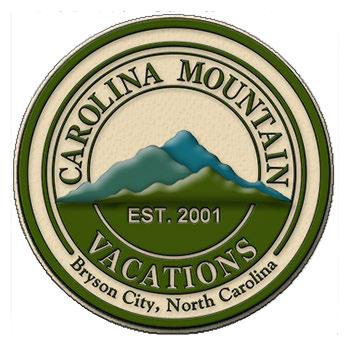 CAROLINA MOUNTAIN
EST. 2001
VACATIONS
Bryson City, North Carolina